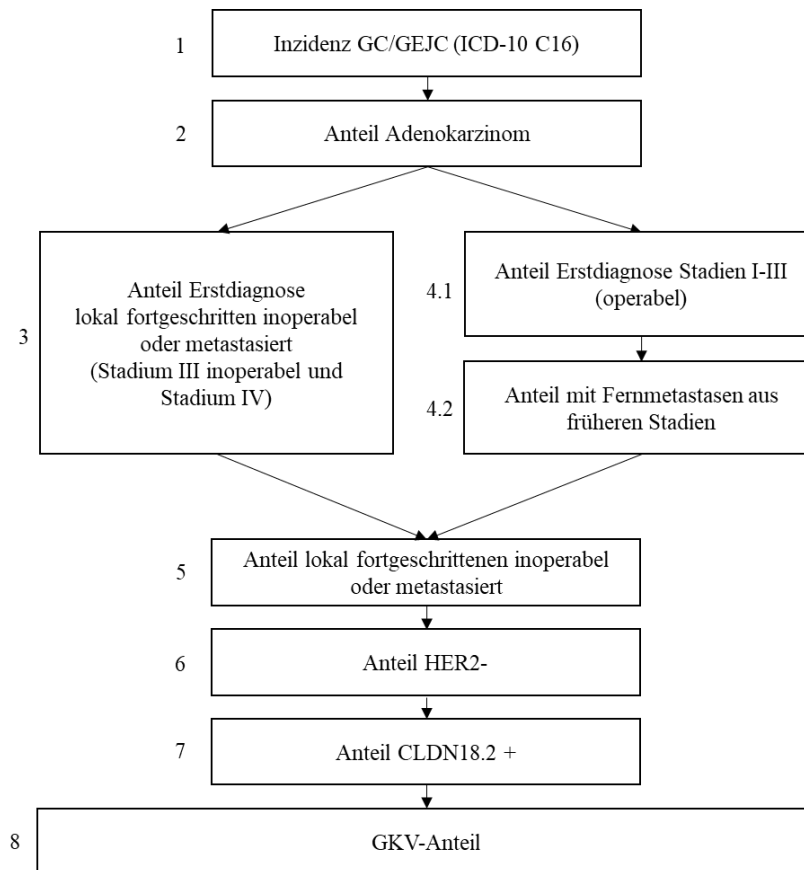 1
Inzidenz GC/GEJC (ICD-10 C16)
2
Anteil Adenokarzinom
3
Anteil Erstdiagnose
lokal fortgeschritten inoperabel
oder metastasiert
(Stadium III inoperabel und
Stadium IV)
4.1
Anteil Erstdiagnose Stadien I-III
(operabel)
4.2
Anteil mit Fernmetastasen aus
früheren Stadien
5
Anteil lokal fortgeschrittenen inoperabel
oder metastasiert
6
Anteil HER2-
7
Anteil CLDN18.2 +
8
GKV-Anteil